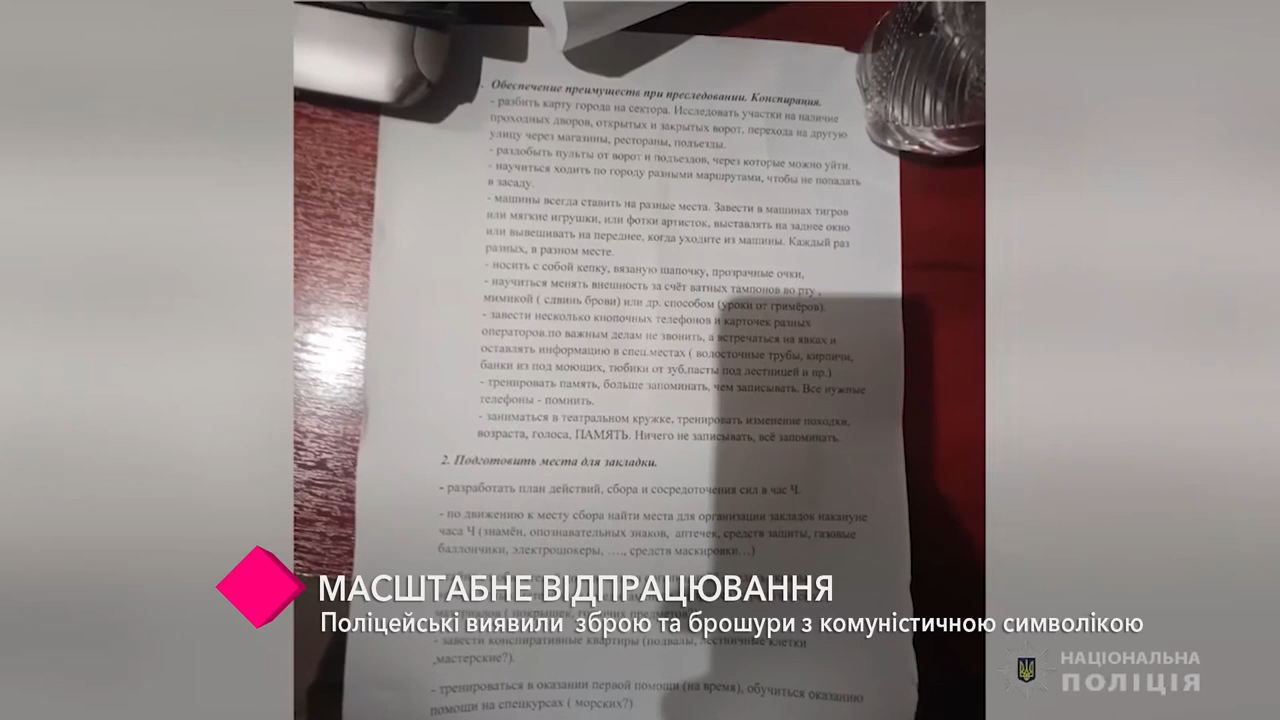 Обеспечение преимуществ при преследовании. Конспирация.
- разбить карту города на сектора. Исследовать участки на наличие
проходных дворов, открытых и закрытых ворот, перехода на другую
улицу через магазины, рестораны, подъезды.
- раздобыть пульты от ворот и подъездов, через которые можно уйти.
- научиться ходить по городу разными маршрутами, чтобы не попадать
в засаду.
- машины всегда ставить на разные места. Завести в машинах тигров
или мягкие игрушки, или фотки артисток, выставлять на заднее окно
или вывешивать на переднее, когда уходите из машины. Каждый раз
разных, в разном месте.
- носить с собой кепку, вязаную шапочку, прозрачные очки,
- научиться менять внешность за счёт ватных тампонов во рту ,
мимикой ( сдвинь брови) или др. способом (уроки от гримёров).
- завести несколько кнопочных телефонов и карточек разных
операторов.по важным делам не звонить, а встречаться на явках и
оставлять информацию в спец.местах ( волосточные трубы, кирпичи,
банки из под моющих, тюбики от зуб.пасты под лестницей и пр.)
- тренировать память, больше запоминать, чем записывать. Все нужные
телефоны - помнить.
- заниматься в театральном кружке, тренировать изменение походки,
возраста, голоса, ПАМЯТЬ. Ничего не записывать, всё запоминать.
2. Подготовить места для закладки.
- разработать план действий, сбора и сосредоточения сил в час Ч.
- по движению к месту сбора найти места для организации закладок накануне
часа Ч (знамён, опознавательных знаков, аптечек, средств защиты, газовые
баллончики, электрошокеры, …., средств маскировки…)
МАСШТАБНЕ ВІДПРАЦЮВАННЯ
Поліцейські виявили зброю та брошури з комуністичною символікою
- завести конспиративные квартиры (подвалы, лестничные клетки
,мастерские?).
НАЦІОНАЛЬНА
ПОЛІЦІЯ
- тренироваться в оказании первой помощи (на время), обучиться оказанию
помощи на спецкурсах ( морских?)